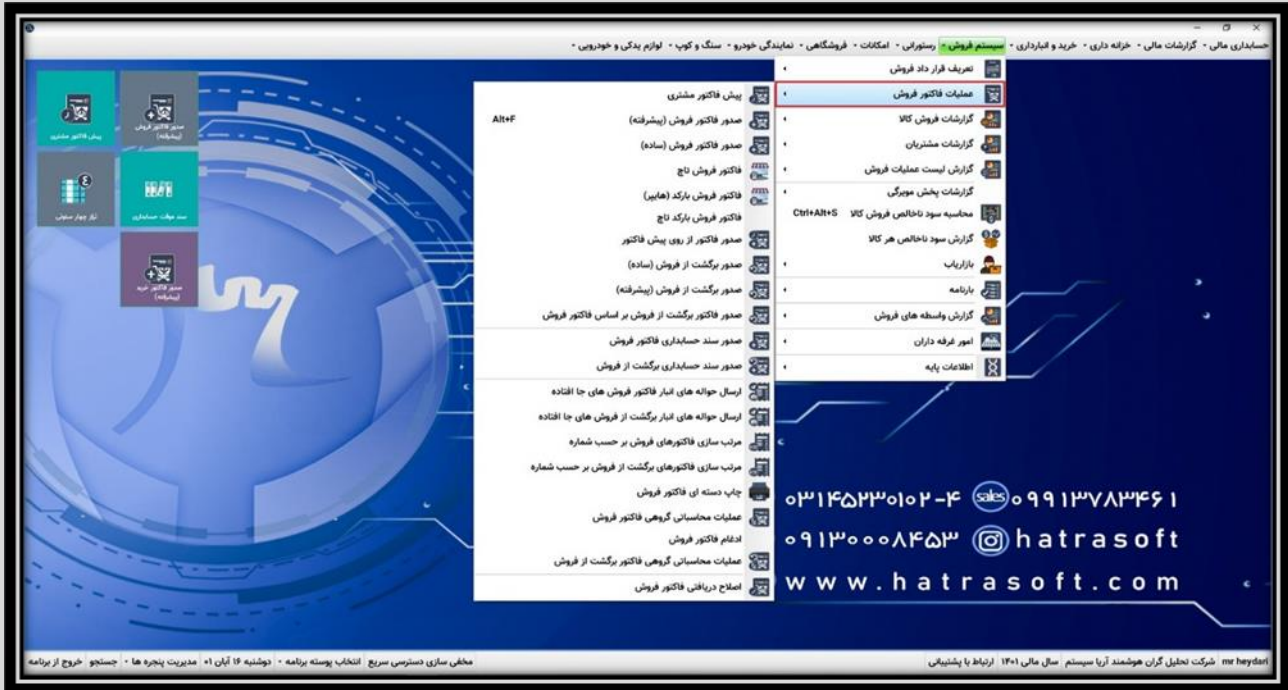 حسابداری مالی - گزارشات مالی - خزانه داری - خرید و انبارداری - سیستم فروش - رستورانی - امکانات - فروشگاهی - نمایندگی خودرو - سنگ و کوپ - لوازم یدکی و خودرویی -
تعریف قرار داد فروش
عملیات فاکتور فروش
گزارشات فروش کالا
گزارشات مشتریان
گزارش لیست عملیات فروش
گزارشات پخش مویرگی
محاسبه سود ناخالص فروش کالا Ctrl+Alt+S
گزارش سود ناخالص هر کالا
بازاریاب
بارنامه
گزارش واسطه های فروش
امور غرفه داران
اطلاعات پایه
پیش فاکتور مشتری
صدور فاکتور فروش (پیشرفته) Alt+F
صدور فاکتور فروش (ساده)
فاکتور فروش تاچ
فاکتور فروش بارکد (هایپر)
فاکتور فروش بارکد تاچ
صدور فاکتور از روی پیش فاکتور
صدور برگشت از فروش (ساده)
صدور برگشت از فروش (پیشرفته)
صدور فاکتور برگشت از فروش بر اساس فاکتور فروش
صدور سند حسابداری فاکتور فروش
صدور سند حسابداری برگشت از فروش
ارسال حواله های انبار فاکتور فروش های جا افتاده
ارسال حواله های انبار برگشت از فروش های جا افتاده
مرتب سازی فاکتورهای فروش بر حسب شماره
مرتب سازی فاکتورهای برگشت از فروش بر حسب شماره
چاپ دسته ای فاکتور فروش
عملیات محاسباتی گروهی فاکتور فروش
ادغام فاکتور فروش
عملیات محاسباتی گروهی فاکتور برگشت از فروش
اصلاح دریافتی فاکتور فروش
صدور فاکتور فروش
(پیشرفته)
پیش فاکتور مشتری
سند موقت حسابداری
٤
تراز چهار ستونی
صدور فاکتور خرید
(پیشرفته)
۰۳۱۴۵۲۳۰۱۰۲-۴ sales ۰۹۹۱۳۷۸۳۴۶۱
۰۹۱۳۰۰۰۸۴۵۳ hatrasoft
www.hatrasoft.com
mr heydari شرکت تحلیل گران هوشمند آریا سیستم سال مالی ۱۴۰۱ ارتباط با پشتیبانی
مخفی سازی دسترسی سریع انتخاب پوسته برنامه - دوشنبه ۱۶ آبان ۰۱ مدیریت پنجره ها - جستجو خروج از برنامه